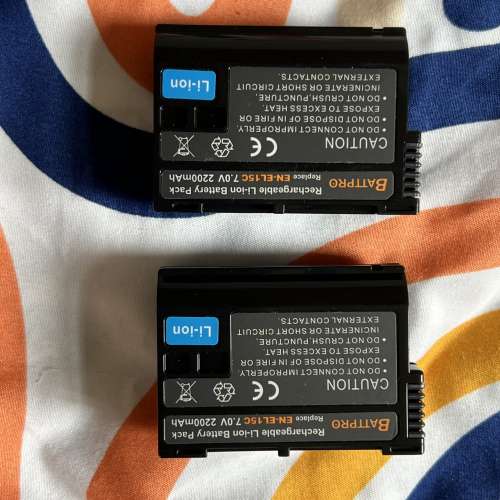 BATTPRO Rechargeable Li-ion Battery Pack
Replace EN-EL15C 7.0V 2200mAh
CAUTION
• DO NOT CONNECT IMPROPERLY.
• DO NOT DISPOSE OF IN FIRE OR
EXPOSE TO EXCESS HEAT.
• DO NOT CRUSH,PUNCTURE.
INCINERATE OR SHORT CIRCUIT
EXTERNAL CONTACTS.
CE
Li-ion
BATTPRO Rechargeable Li-ion Battery Pack
Replace EN-EL15C 7.0V 2200mAh
CAUTION
• DO NOT CONNECT IMPROPERLY.
• DO NOT DISPOSE OF IN FIRE OR
EXPOSE TO EXCESS HEAT.
• DO NOT CRUSH,PUNCTURE.
INCINERATE OR SHORT CIRCUIT
EXTERNAL CONTACTS.
CE
Li-ion